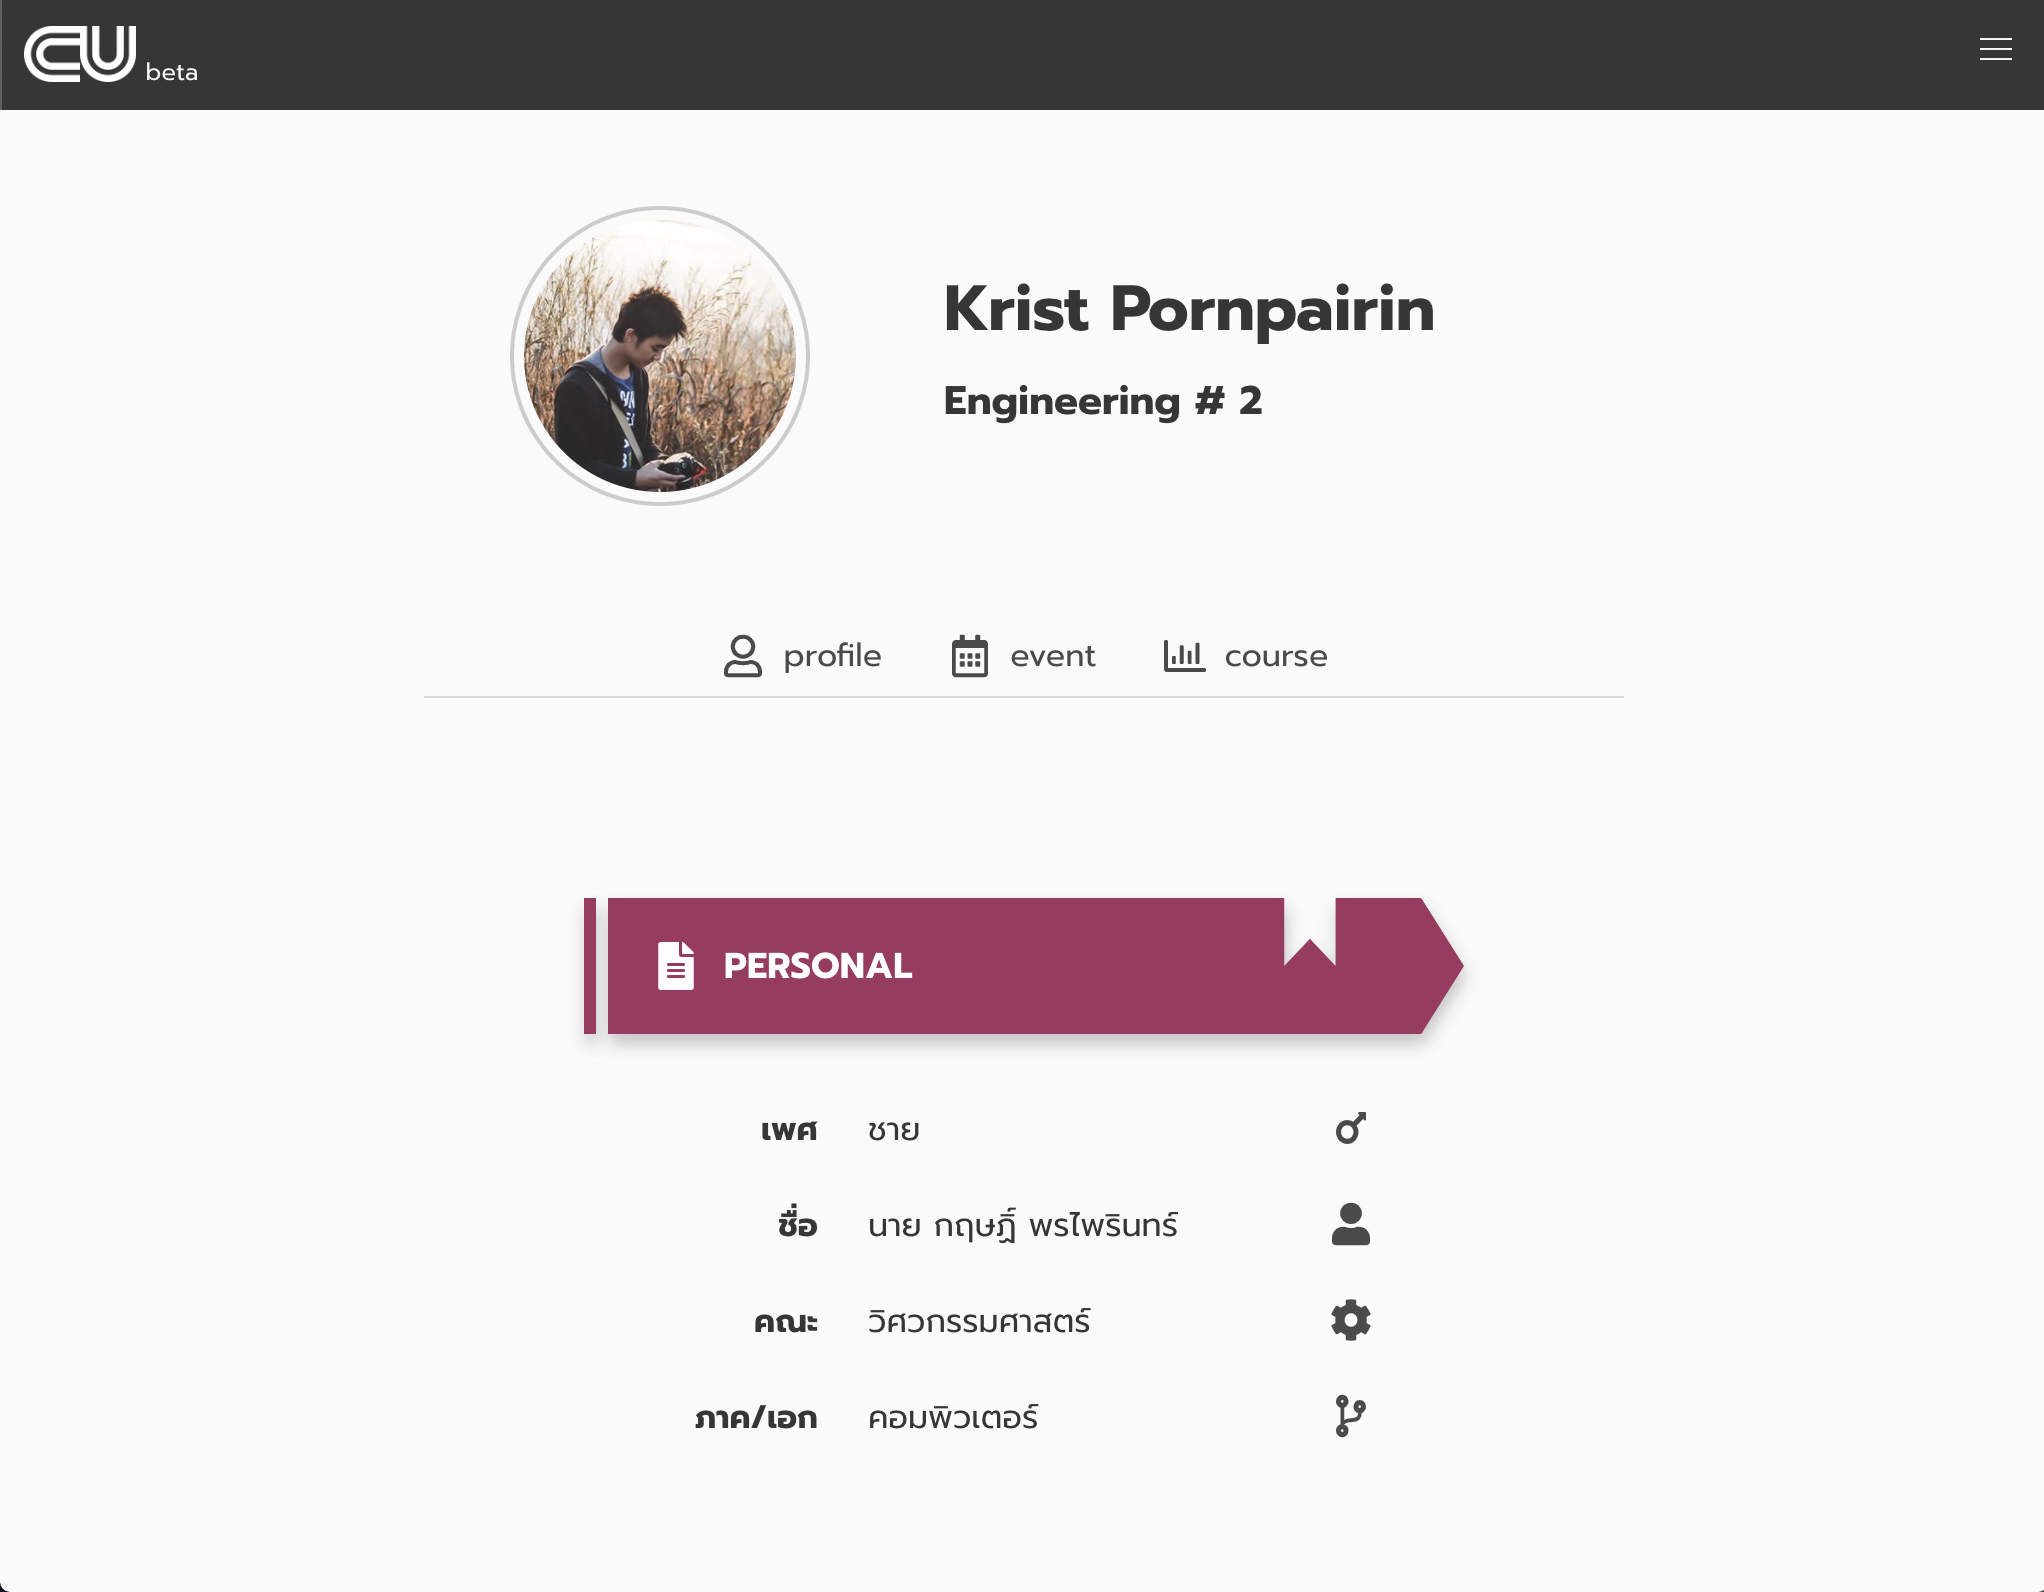 CU beta
Krist Pornpairin
Engineering # 2
profile event course
PERSONAL
เพศ ชาย
ชื่อ นาย กฤษฏิ์ พรไพรินทร์
คณะ วิศวกรรมศาสตร์
ภาค/เอก คอมพิวเตอร์